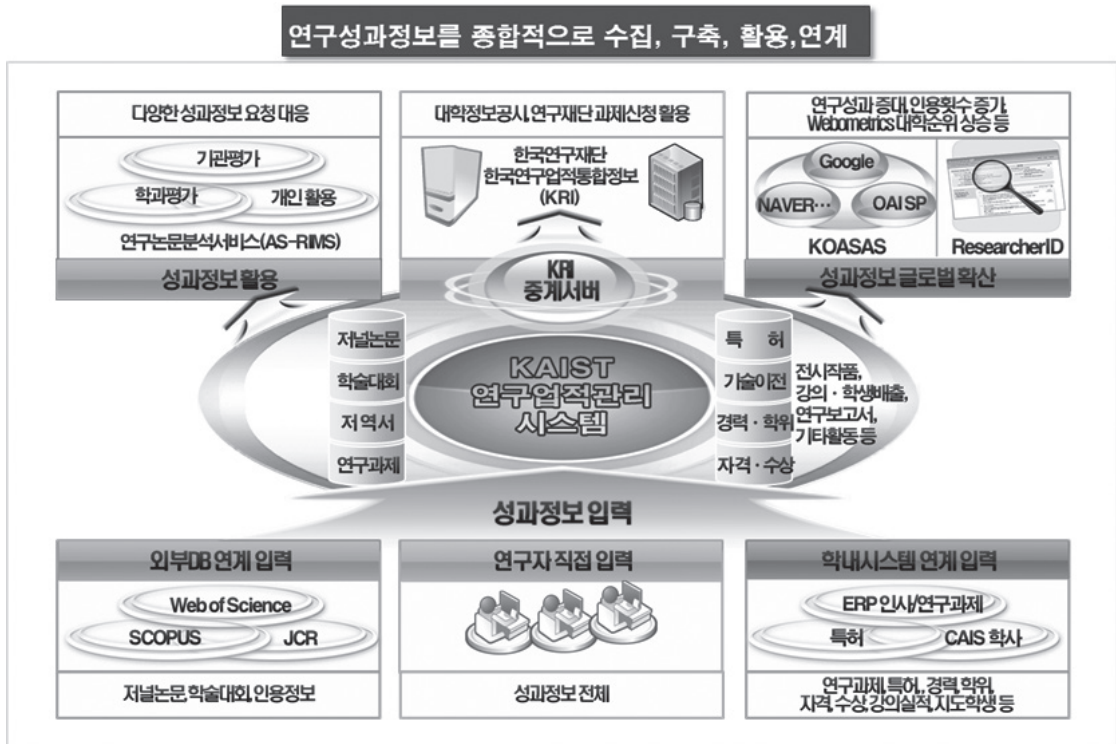 연구성과정보를 종합적으로 수집, 구축, 활용,연계
다양한 성과정보 요청 대응
기관평가
학과평가
개인 활용
연구논문분석서비스(AS-RIMS)
성과정보 활용
대학정보공시, 연구재단 과제신청 활용
한국연구재단
한국연구업적통합정보
(KRI)
KRI
중계서버
연구성과 증대, 인용횟수 증가,
Webometrics 대학순위 상승 등
Google
NAVER…
OAI SP
KOASAS
ResearcherID
성과정보 글로벌 확산
저널논문
학술대회
저역서
연구과제
KAIST
연구업적관리
시스템
특 허
기술이전
경력·학위
자격·수상
전시작품,
강의·학생배출,
연구보고서,
기타활동 등
성과정보 입력
외부DB 연계 입력
Web of Science
SCOPUS
JCR
저널논문, 학술대회, 인용정보
연구자 직접 입력
성과정보 전체
학내시스템 연계 입력
ERP 인사/연구과제
특허
CAIS 학사
연구과제, 특허, ,경력, 학위,
자격, 수상, 강의실적, 지도학생 등